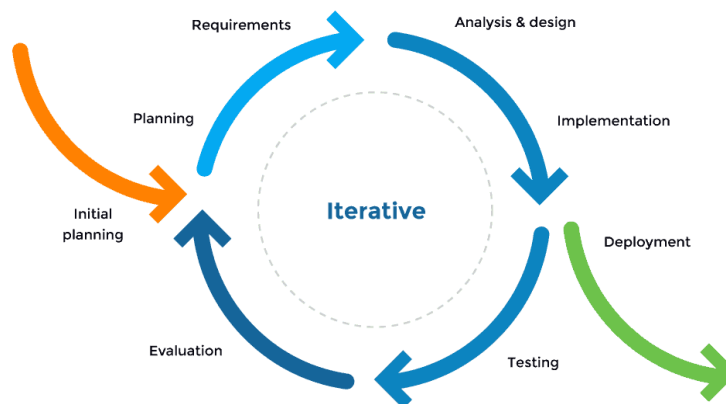 Requirements
Analysis & design
Planning
Implementation
Iterative
Initial
planning
Deployment
Evaluation
Testing